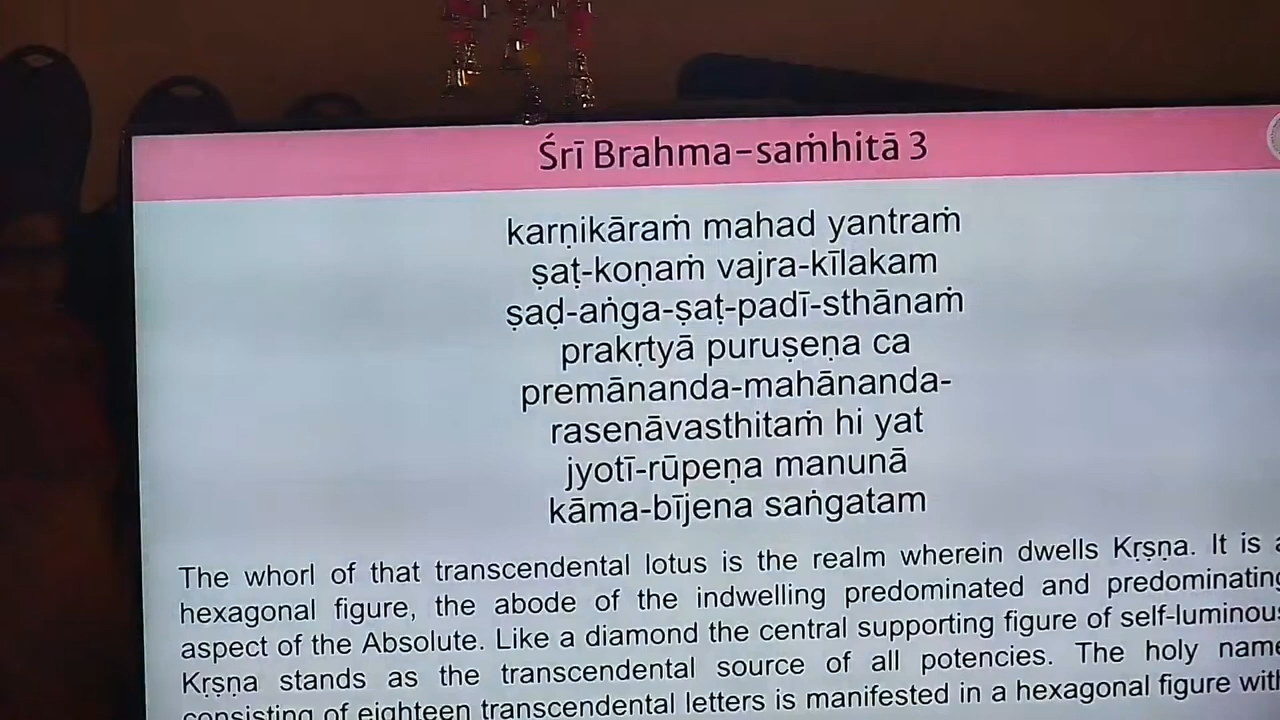 Śrī Brahma-saṁhitā 3
karṇikāraṁ mahad yantraṁ
ṣaṭ-koṇaṁ vajra-kīlakam
ṣaḍ-aṅga-ṣaṭ-padī-sthānaṁ
prakṛtyā puruṣeṇa ca
premānanda-mahānanda-
rasenāvasthitaṁ hi yat
jyotī-rūpeṇa manunā
kāma-bījena saṅgatam
The whorl of that transcendental lotus is the realm wherein dwells Kṛṣṇa. It is a
hexagonal figure, the abode of the indwelling predominated and predominating
aspect of the Absolute. Like a diamond the central supporting figure of self-luminous
Kṛṣṇa stands as the transcendental source of all potencies. The holy name
consisting of eighteen transcendental letters is manifested in a hexagonal figure with